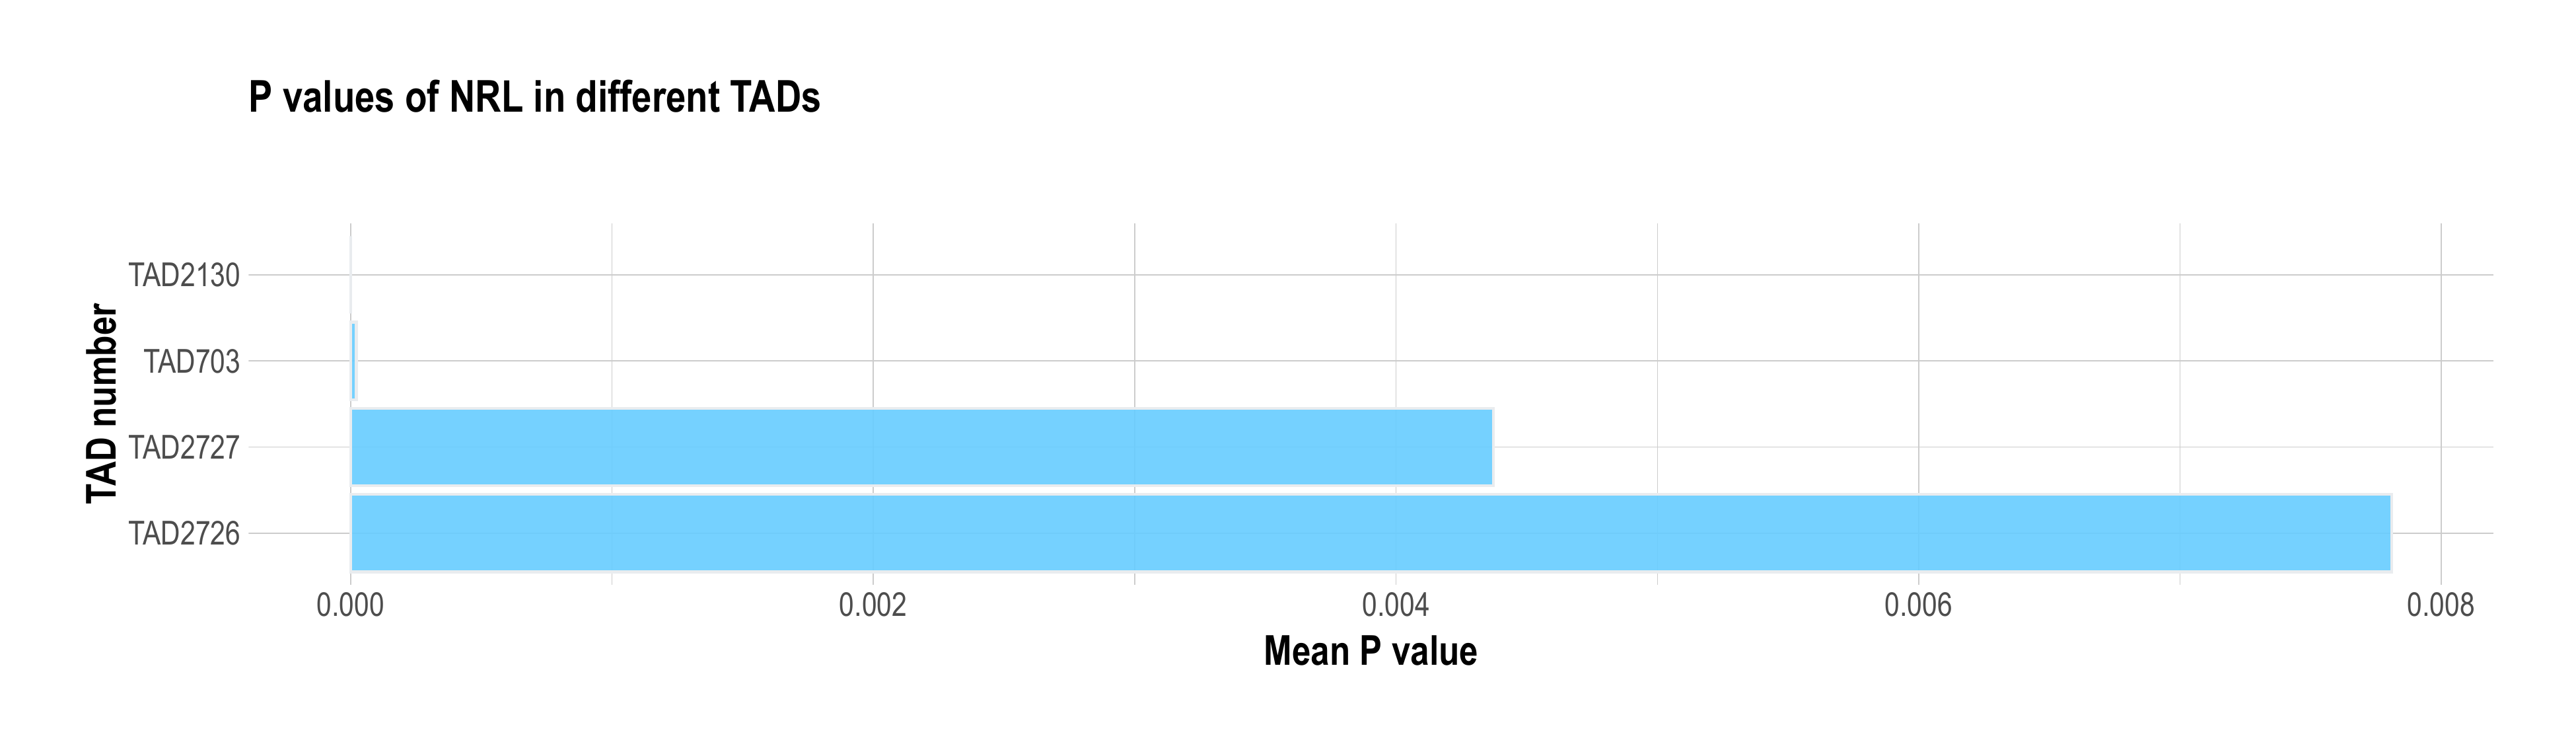 P values of NRL in different TADs
TAD number
TAD2130
TAD703
TAD2727
TAD2726
0.000 0.002 0.004 0.006 0.008
Mean P value